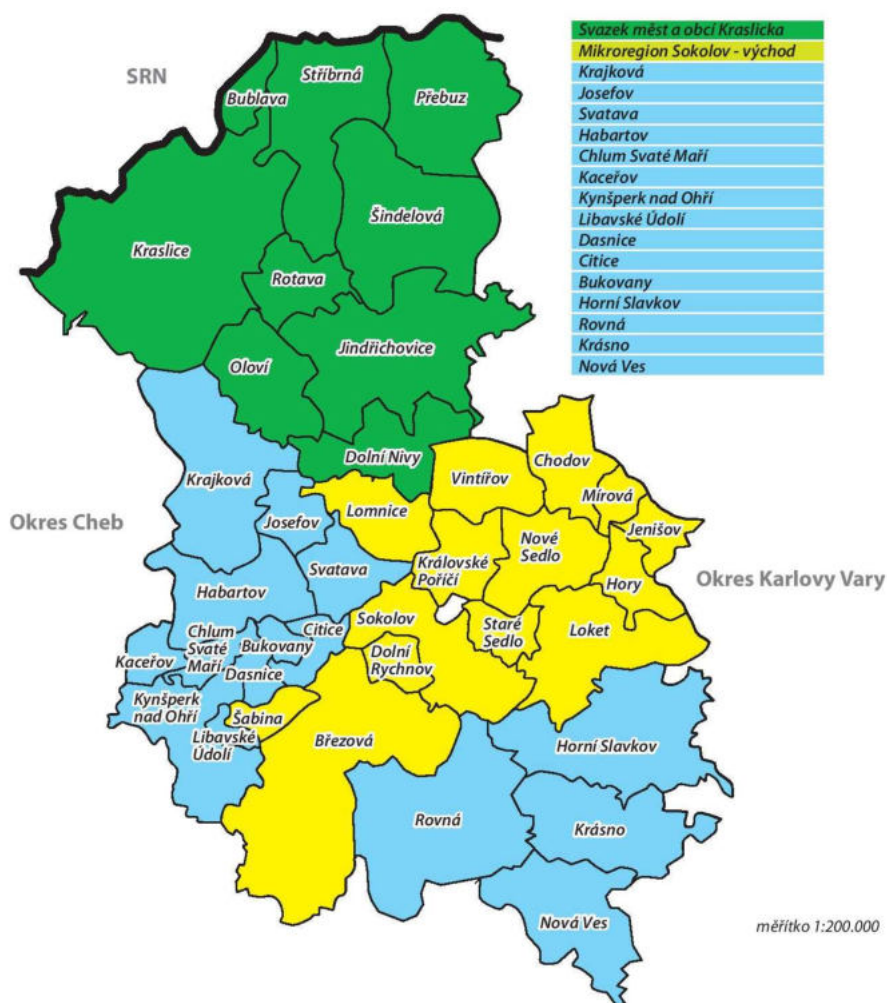 Svazek měst a obcí Kraslicka
Mikroregion Sokolov - východ
Krajková
Josefov
Svatava
Habartov
Chlum Svaté Maří
Kaceřov
Kynšperk nad Ohří
Libavské Údolí
Dasnice
Citice
Bukovany
Horní Slavkov
Rovná
Krásno
Nová Ves
SRN
Stříbrná
Bublava
Přebuz
Šindelová
Kraslice
Rotava
Jindřichovice
Oloví
Dolní Nivy
Chodov
Vintířov
Krajková
Mírová
Lomnice
Josefov
Okres Cheb
Jenišov
Nové
Sedlo
Královské
Poříčí
Svatava
Okres Karlovy Vary
Habartov
Hory
Sokolov
Staré
Sedlo
Loket
Citice
Chlum
Svaté
Maří
Bukovany
Kaceřov
Dolní
Rychnov
Dasnice
Kynšperk
nad Ohří
Šabina
Libavské
Údolí
Březová
Horní Slavkov
Rovná
Krásno
Nová Ves
měřítko 1:200.000